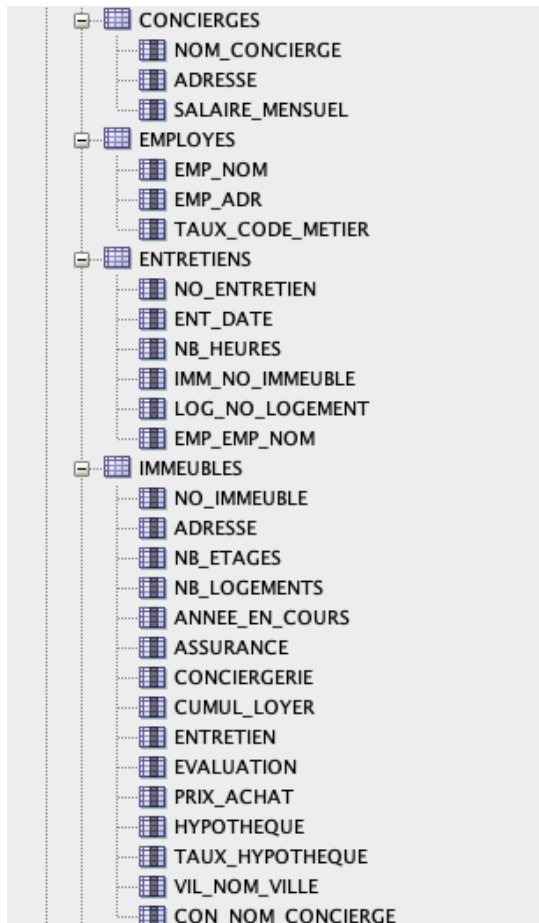 CONCIERGES
NOM_CONCIERGE
ADRESSE
SALAIRE_MENSUEL
EMPLOYES
EMP_NOM
EMP_ADR
TAUX_CODE_METIER
ENTRETIENS
NO_ENTRETIEN
ENT_DATE
NB_HEURES
IMM_NO_IMMEUBLE
LOG_NO_LOGEMENT
EMP_EMP_NOM
IMMEUBLES
NO_IMMEUBLE
ADRESSE
NB_ETAGES
NB_LOGEMENTS
ANNEE_EN_COURS
ASSURANCE
CONCIERGERIE
CUMUL_LOYER
ENTRETIEN
EVALUATION
PRIX_ACHAT
HYPOTHEQUE
TAUX_HYPOTHEQUE
VIL_NOM_VILLE
CON_NOM_CONCIERGE